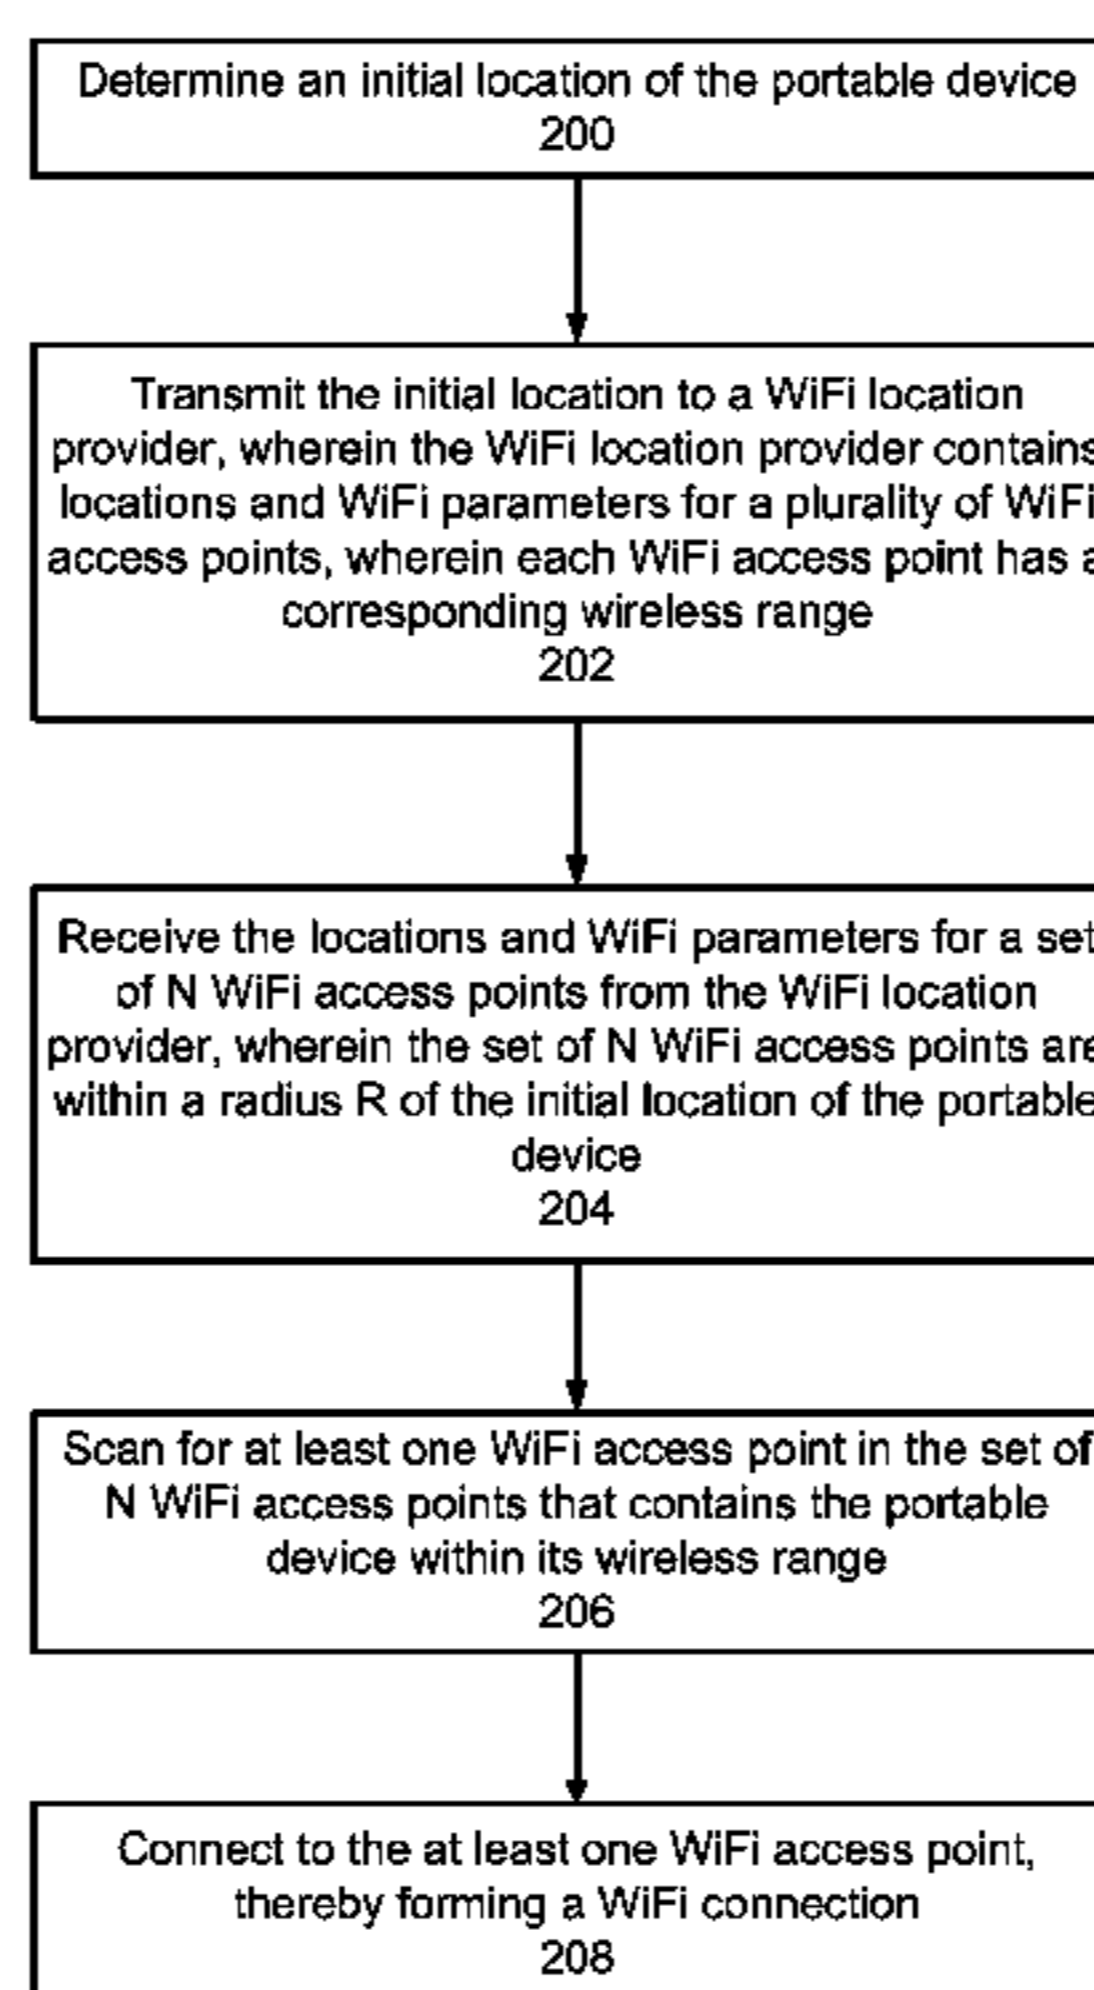 Determine an initial location of the portable device
200
Transmit the initial location to a WiFi location
provider, wherein the WiFi location provider contains
locations and WiFi parameters for a plurality of WiFi
access points, wherein each WiFi access point has a
corresponding wireless range
202
Receive the locations and WiFi parameters for a set
of N WiFi access points from the WiFi location
provider, wherein the set of N WiFi access points are
within a radius R of the initial location of the portable
device
204
Scan for at least one WiFi access point in the set of
N WiFi access points that contains the portable
device within its wireless range
206
Connect to the at least one WiFi access point,
thereby forming a WiFi connection
208